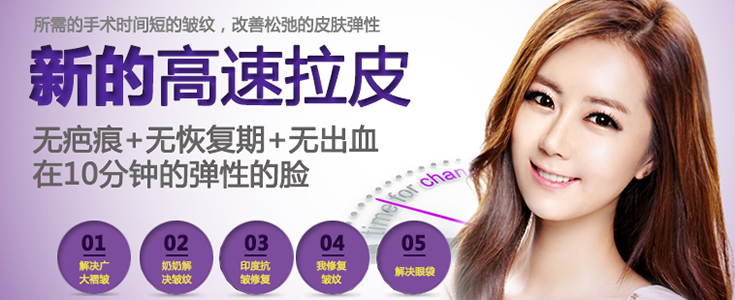 所需的手术时间短的皱纹，改善松弛的皮肤弹性
新的高速拉皮
无疤痕+无恢复期+无出血
在10分钟的弹性的脸
time for chan
01
解决广
大褶皱
02
奶奶解
决皱纹
03
印度抗
皱修复
04
我修复
皱纹
05
解决眼袋